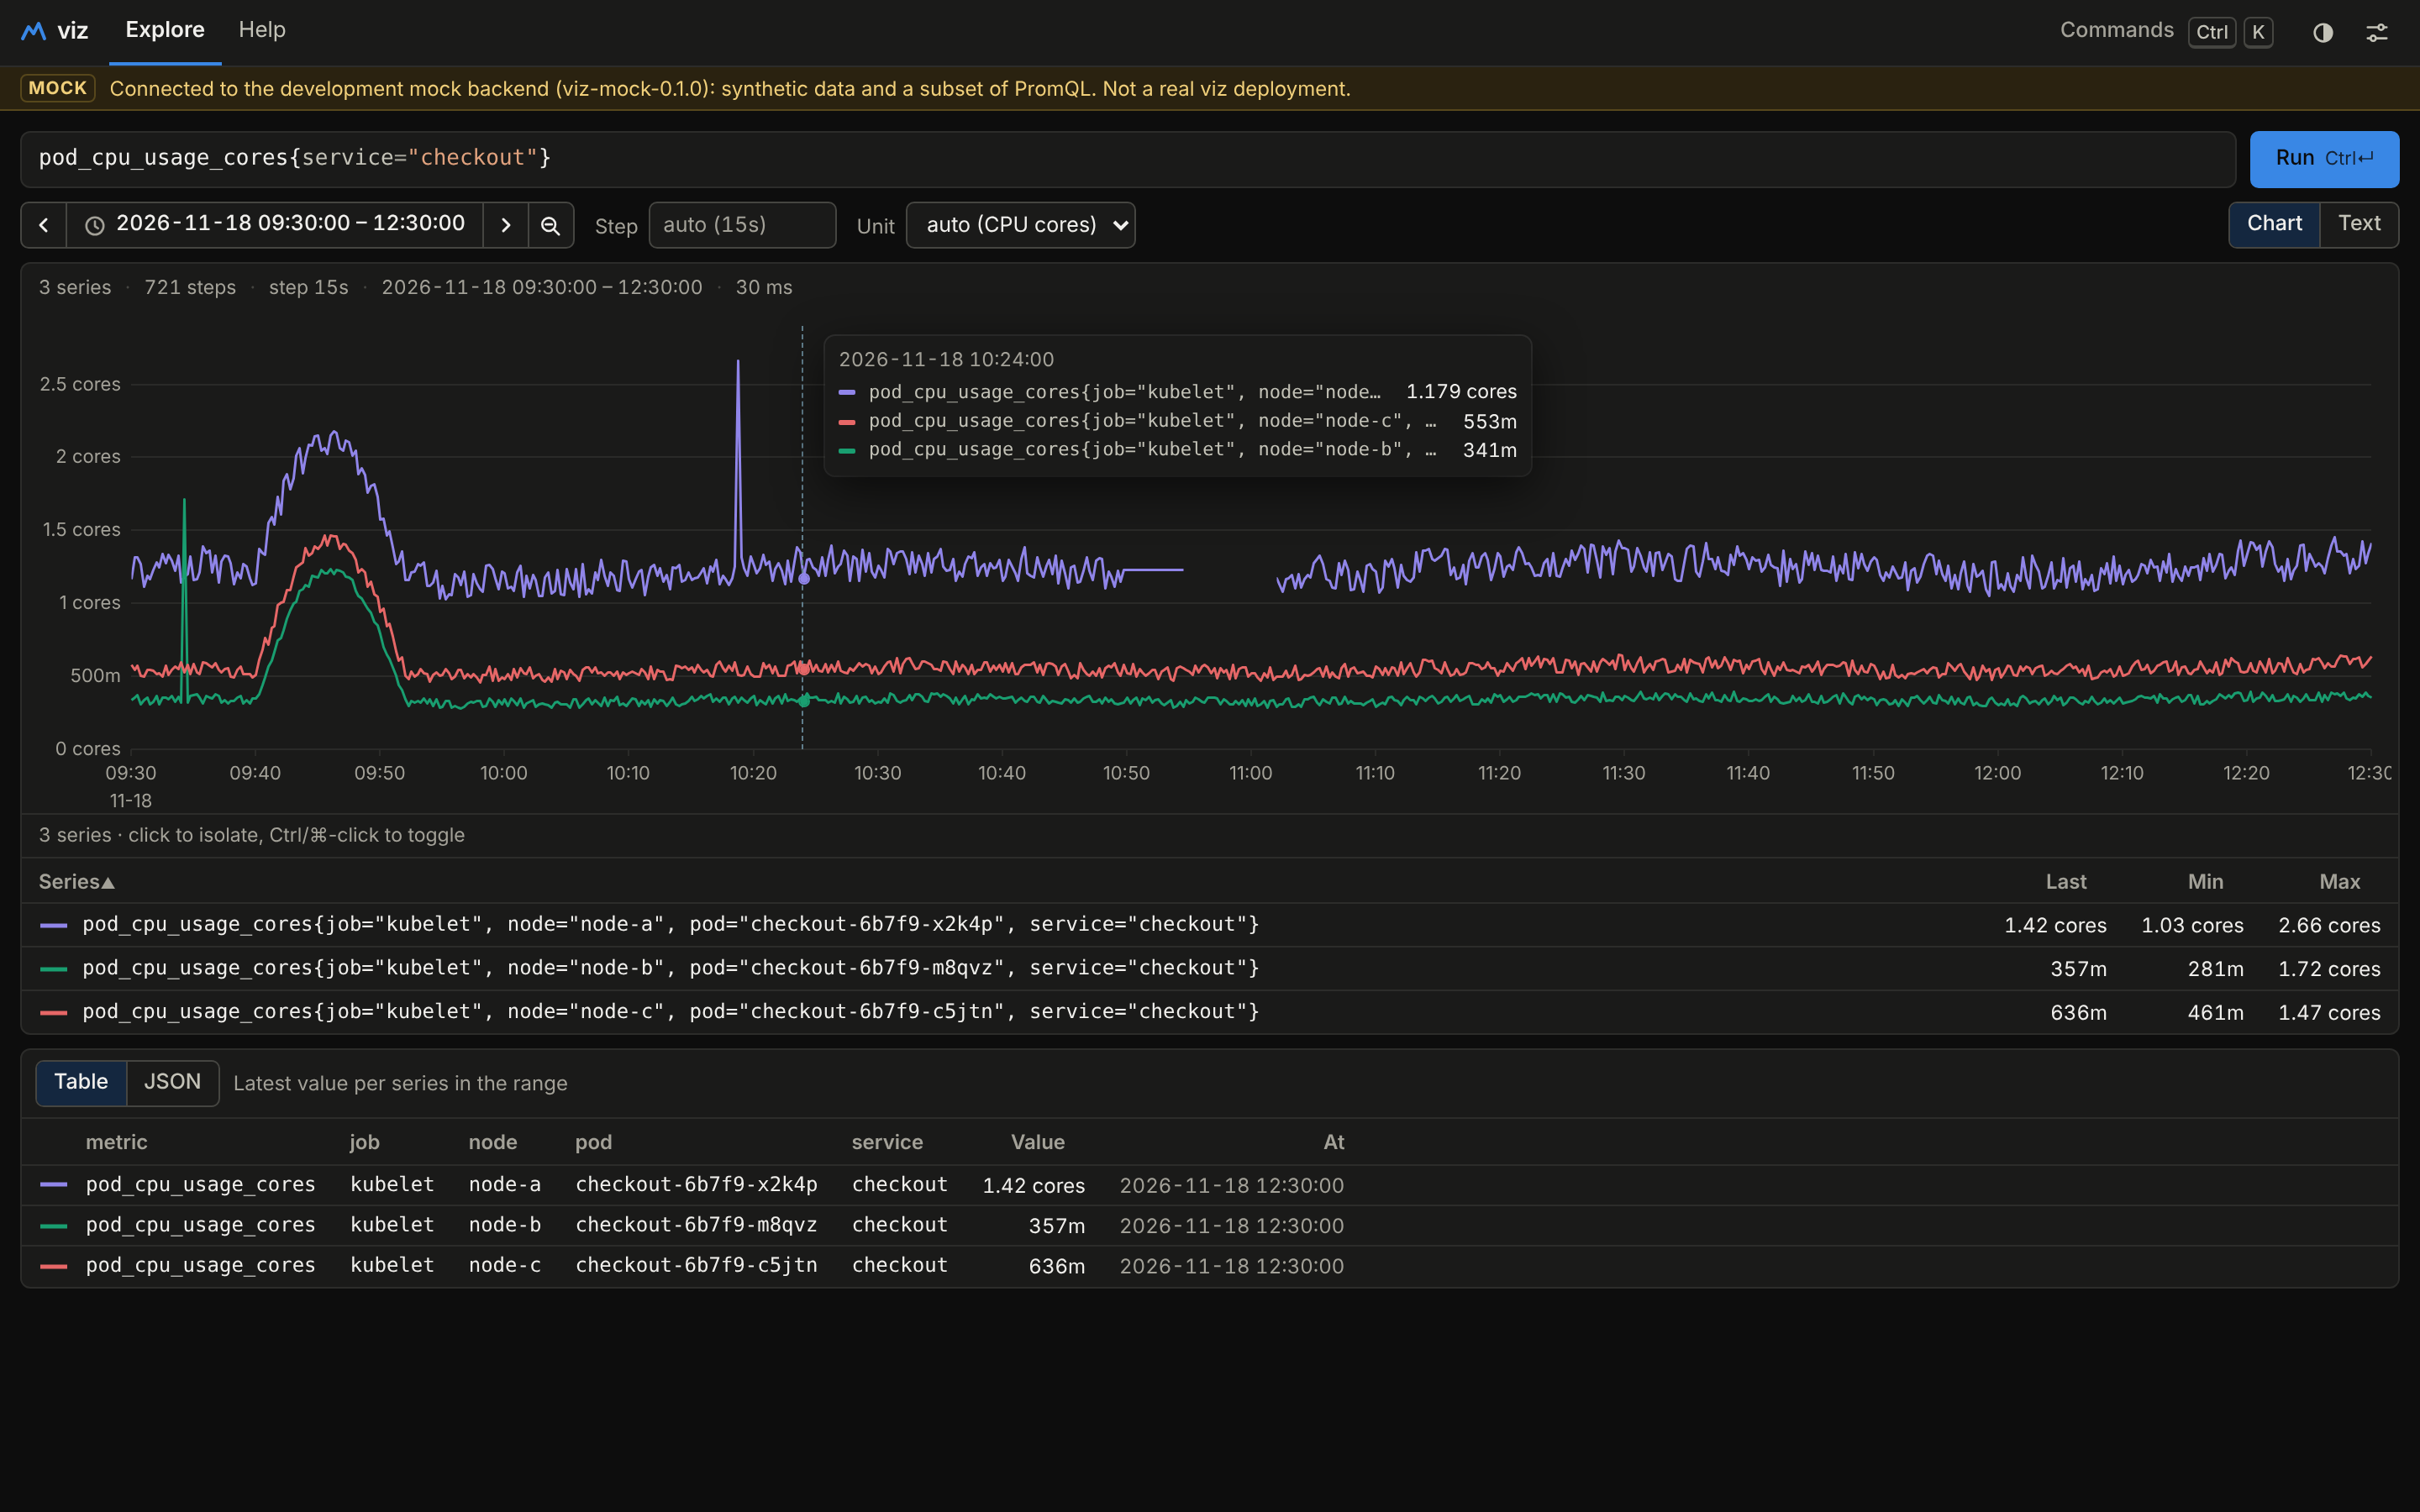 viz Explore Help Commands Ctrl K
MOCK Connected to the development mock backend (viz-mock-0.1.0): synthetic data and a subset of PromQL. Not a real viz deployment.
pod_cpu_usage_cores{service="checkout"}
Run Ctrl↵
2026-11-18 09:30:00 – 12:30:00 Step auto (15s) Unit auto (CPU cores) Chart Text
3 series · 721 steps · step 15s · 2026-11-18 09:30:00 – 12:30:00 · 30 ms
2026-11-18 10:24:00
pod_cpu_usage_cores{job="kubelet", node="node… 1.179 cores
pod_cpu_usage_cores{job="kubelet", node="node-c", … 553m
pod_cpu_usage_cores{job="kubelet", node="node-b", … 341m
2.5 cores
2 cores
1.5 cores
1 cores
500m
0 cores
09:30 09:40 09:50 10:00 10:10 10:20 10:30 10:40 10:50 11:00 11:10 11:20 11:30 11:40 11:50 12:00 12:10 12:20 12:30
11-18
3 series · click to isolate, Ctrl/⌘-click to toggle
Series▲ Last Min Max
pod_cpu_usage_cores{job="kubelet", node="node-a", pod="checkout-6b7f9-x2k4p", service="checkout"} 1.42 cores 1.03 cores 2.66 cores
pod_cpu_usage_cores{job="kubelet", node="node-b", pod="checkout-6b7f9-m8qvz", service="checkout"} 357m 281m 1.72 cores
pod_cpu_usage_cores{job="kubelet", node="node-c", pod="checkout-6b7f9-c5jtn", service="checkout"} 636m 461m 1.47 cores
Table JSON Latest value per series in the range
metric job node pod service Value At
pod_cpu_usage_cores kubelet node-a checkout-6b7f9-x2k4p checkout 1.42 cores 2026-11-18 12:30:00
pod_cpu_usage_cores kubelet node-b checkout-6b7f9-m8qvz checkout 357m 2026-11-18 12:30:00
pod_cpu_usage_cores kubelet node-c checkout-6b7f9-c5jtn checkout 636m 2026-11-18 12:30:00